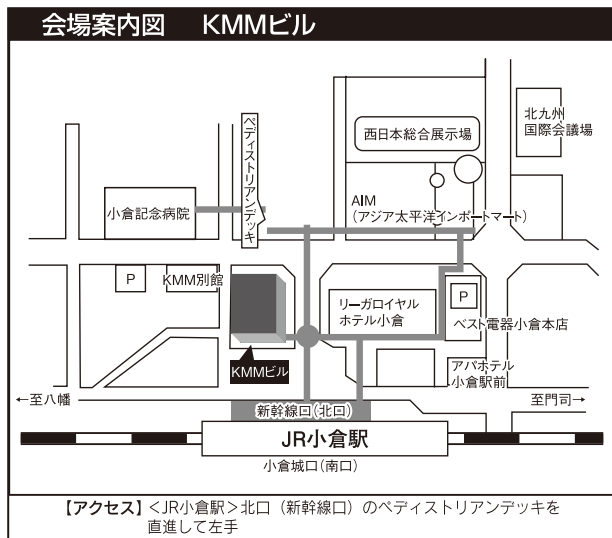 会場案内図 KMMビル
ペディストリアンデッキ
西日本総合展示場
北九州
国際会議場
小倉記念病院
AIM
(アジア太平洋インポートマート)
P
KMM別館
リーガロイヤル
ホテル小倉
P
ベスト電器小倉本店
KMMビル
アパホテル
小倉駅前
←至八幡
至門司→
新幹線口(北口)
JR小倉駅
小倉城口(南口)
【アクセス】<JR小倉駅>北口(新幹線口)のペディストリアンデッキを
直進して左手